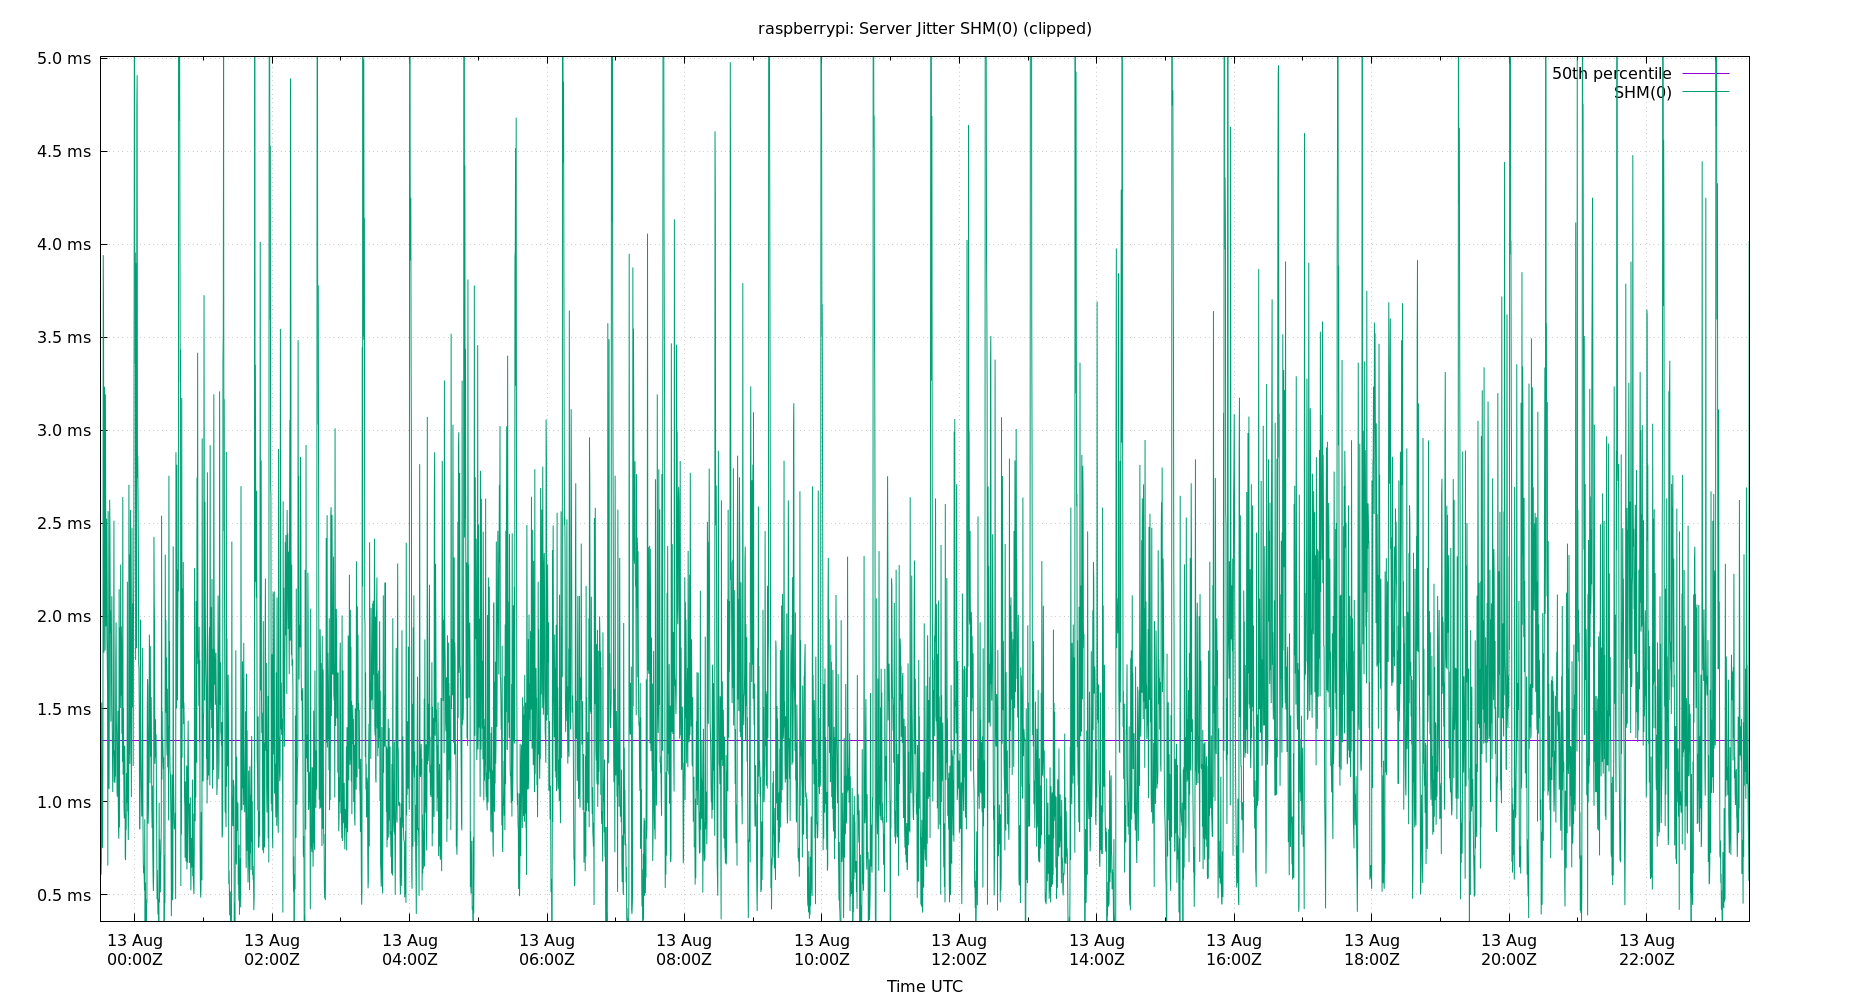 raspberrypi: Server Jitter SHM(0) (clipped)
5.0 ms
50th percentile
SHM(0)
4.5 ms
4.0 ms
3.5 ms
3.0 ms
2.5 ms
2.0 ms
1.5 ms
1.0 ms
0.5 ms
13 Aug 13 Aug 13 Aug 13 Aug 13 Aug 13 Aug 13 Aug 13 Aug 13 Aug 13 Aug 13 Aug 13 Aug
00:00Z 02:00Z 04:00Z 06:00Z 08:00Z 10:00Z 12:00Z 14:00Z 16:00Z 18:00Z 20:00Z 22:00Z
Time UTC